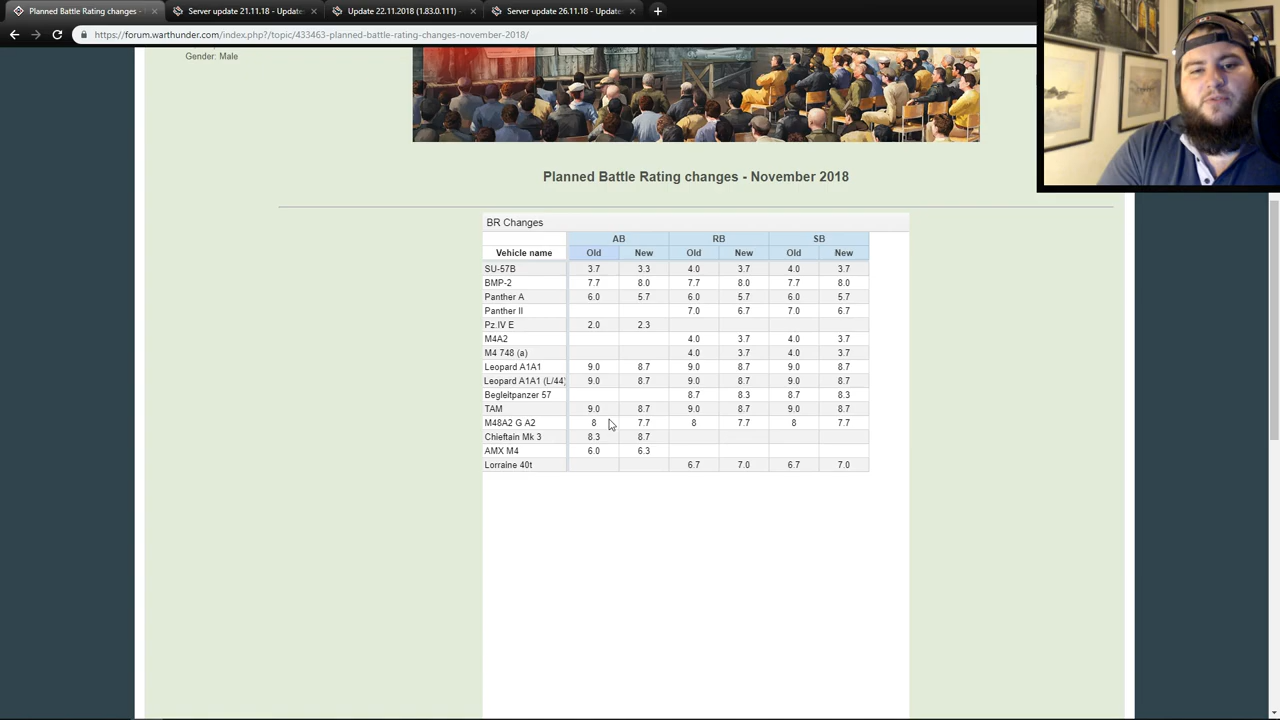 Planned Battle Rating changes -
Server update 21.11.18 - Update
Update 22.11.2018 (1.83.0.111) -
Server update 26.11.18 - Update
https://forum.warthunder.com/index.php?/topic/433463-planned-battle-rating-changes-november-2018/
Gender: Male
Planned Battle Rating changes - November 2018
BR Changes
AB RB SB
Vehicle name Old New Old New Old New
SU-57B 3.7 3.3 4.0 3.7 4.0 3.7
BMP-2 7.7 8.0 7.7 8.0 7.7 8.0
Panther A 6.0 5.7 6.0 5.7 6.0 5.7
Panther II 7.0 6.7 7.0 6.7
Pz.IV E 2.0 2.3
M4A2 4.0 3.7 4.0 3.7
M4 748 (a) 4.0 3.7 4.0 3.7
Leopard A1A1 9.0 8.7 9.0 8.7 9.0 8.7
Leopard A1A1 (L/44) 9.0 8.7 9.0 8.7 9.0 8.7
Begleitpanzer 57 8.7 8.3 8.7 8.3
TAM 9.0 8.7 9.0 8.7 9.0 8.7
M48A2 G A2 8 7.7 8 7.7 8 7.7
Chieftain Mk 3 8.3 8.7
AMX M4 6.0 6.3
Lorraine 40t 6.7 7.0 6.7 7.0